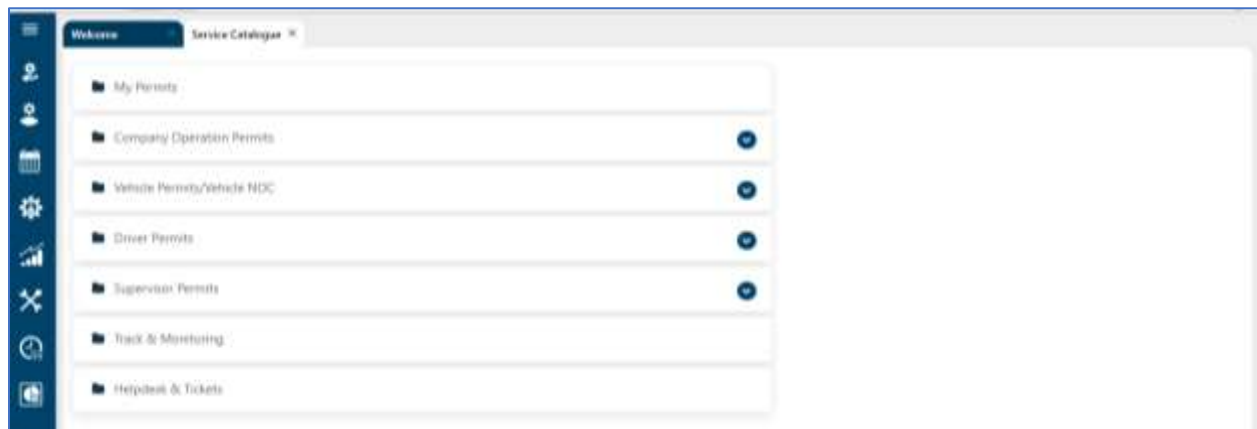 Welcome
Service Catalogue ×
My Permits
Company Operation Permits
Vehicle Permits/Vehicle NOC
Driver Permits
Supervisor Permits
Track & Monitoring
Helpdesk & Tickets